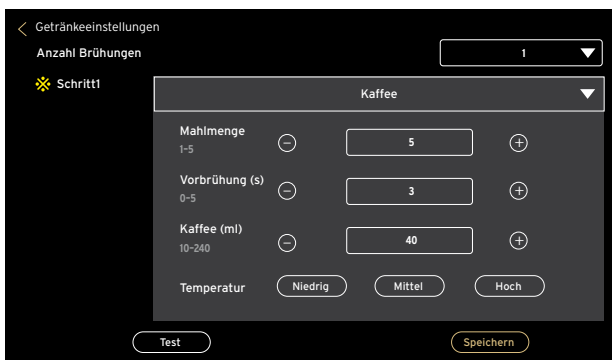 Getränkeeinstellungen
Anzahl Brühungen
1
Schritt1
Kaffee
Mahlmenge
1-5
5
Vorbrühung (s)
0-5
3
Kaffee (ml)
10-240
40
Temperatur Niedrig Mittel Hoch
Test Speichern